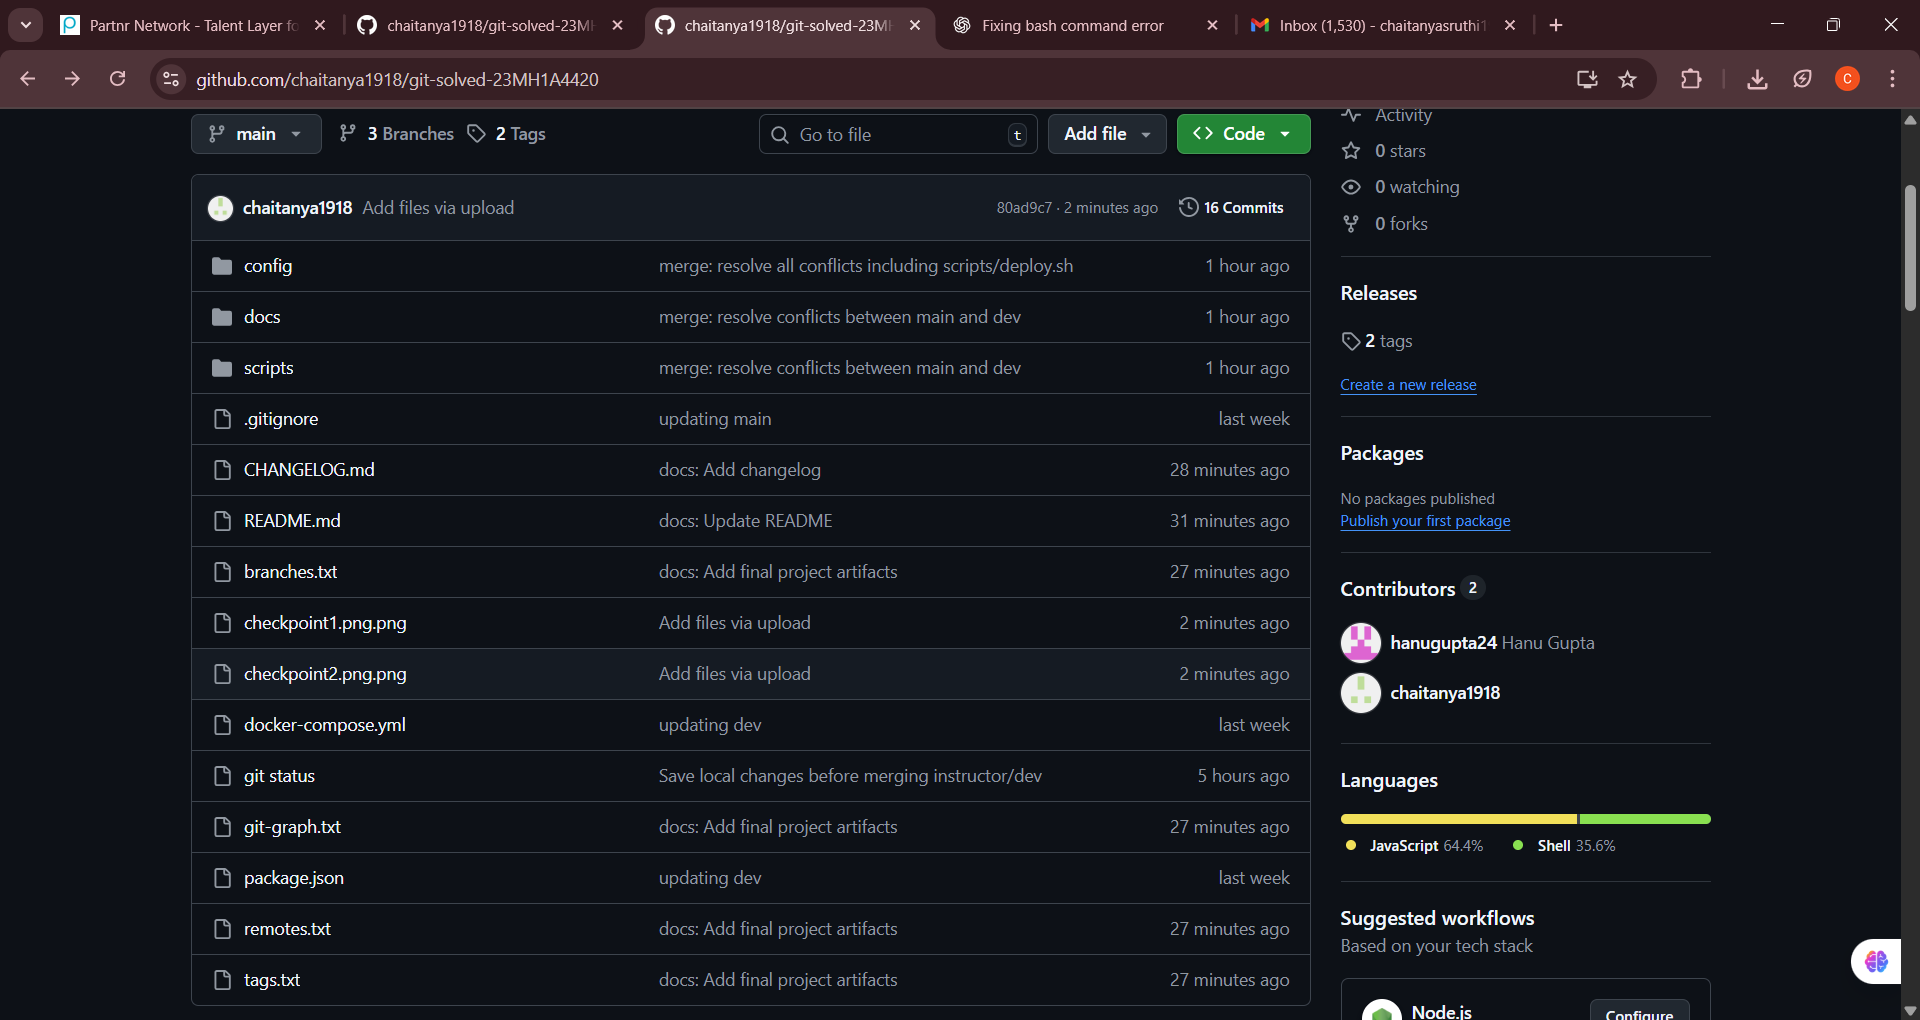 Partnr Network - Talent Layer fo
chaitanya1918/git-solved-23MH
chaitanya1918/git-solved-23MH
Fixing bash command error
Inbox (1,530) - chaitanyasruthi1
github.com/chaitanya1918/git-solved-23MH1A4420
C
main
3 Branches
2 Tags
Go to file
t
Add file
Code
chaitanya1918 Add files via upload
80ad9c7 · 2 minutes ago
16 Commits
config
merge: resolve all conflicts including scripts/deploy.sh
1 hour ago
docs
merge: resolve conflicts between main and dev
1 hour ago
scripts
merge: resolve conflicts between main and dev
1 hour ago
.gitignore
updating main
last week
CHANGELOG.md
docs: Add changelog
28 minutes ago
README.md
docs: Update README
31 minutes ago
branches.txt
docs: Add final project artifacts
27 minutes ago
checkpoint1.png.png
Add files via upload
2 minutes ago
checkpoint2.png.png
Add files via upload
2 minutes ago
docker-compose.yml
updating dev
last week
git status
Save local changes before merging instructor/dev
5 hours ago
git-graph.txt
docs: Add final project artifacts
27 minutes ago
package.json
updating dev
last week
remotes.txt
docs: Add final project artifacts
27 minutes ago
tags.txt
docs: Add final project artifacts
27 minutes ago
Activity
0 stars
0 watching
0 forks
Releases
2 tags
Create a new release
Packages
No packages published
Publish your first package
Contributors 2
hanugupta24 Hanu Gupta
chaitanya1918
Languages
JavaScript 64.4%
Shell 35.6%
Suggested workflows
Based on your tech stack
Node.js
Configure